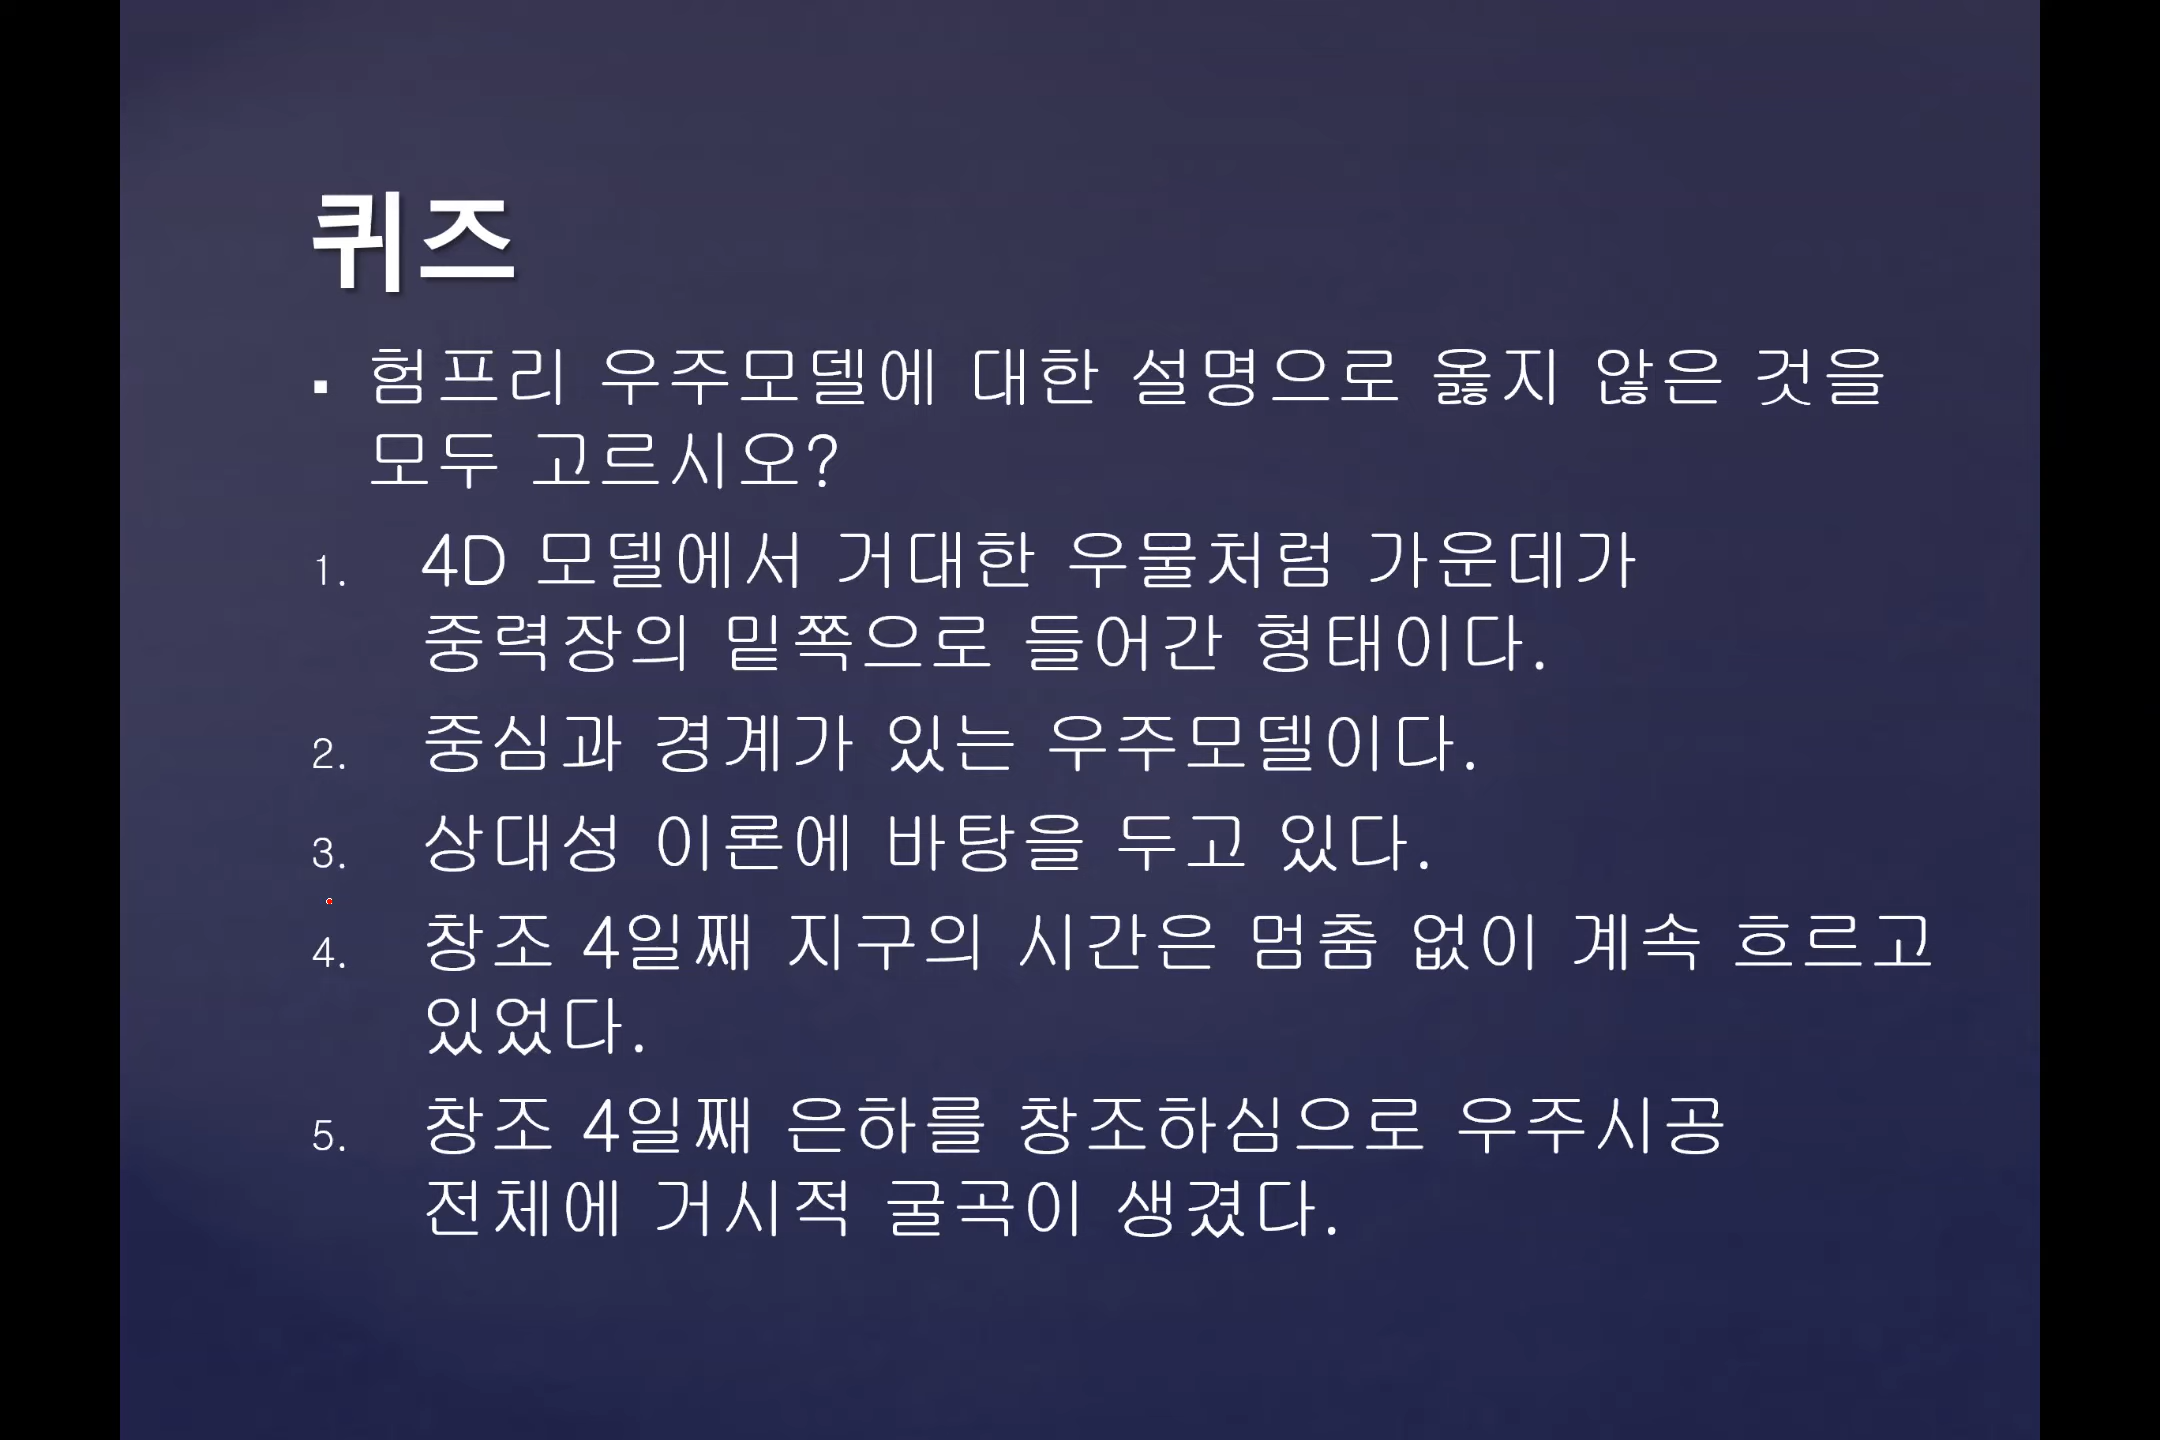 퀴즈
▪ 험프리 우주모델에 대한 설명으로 옳지 않은 것을
모두 고르시오?
1. 4D 모델에서 거대한 우물처럼 가운데가
중력장의 밑쪽으로 들어간 형태이다.
2. 중심과 경계가 있는 우주모델이다.
3. 상대성 이론에 바탕을 두고 있다.
4. 창조 4일째 지구의 시간은 멈춤 없이 계속 흐르고
있었다.
5. 창조 4일째 은하를 창조하심으로 우주시공
전체에 거시적 굴곡이 생겼다.